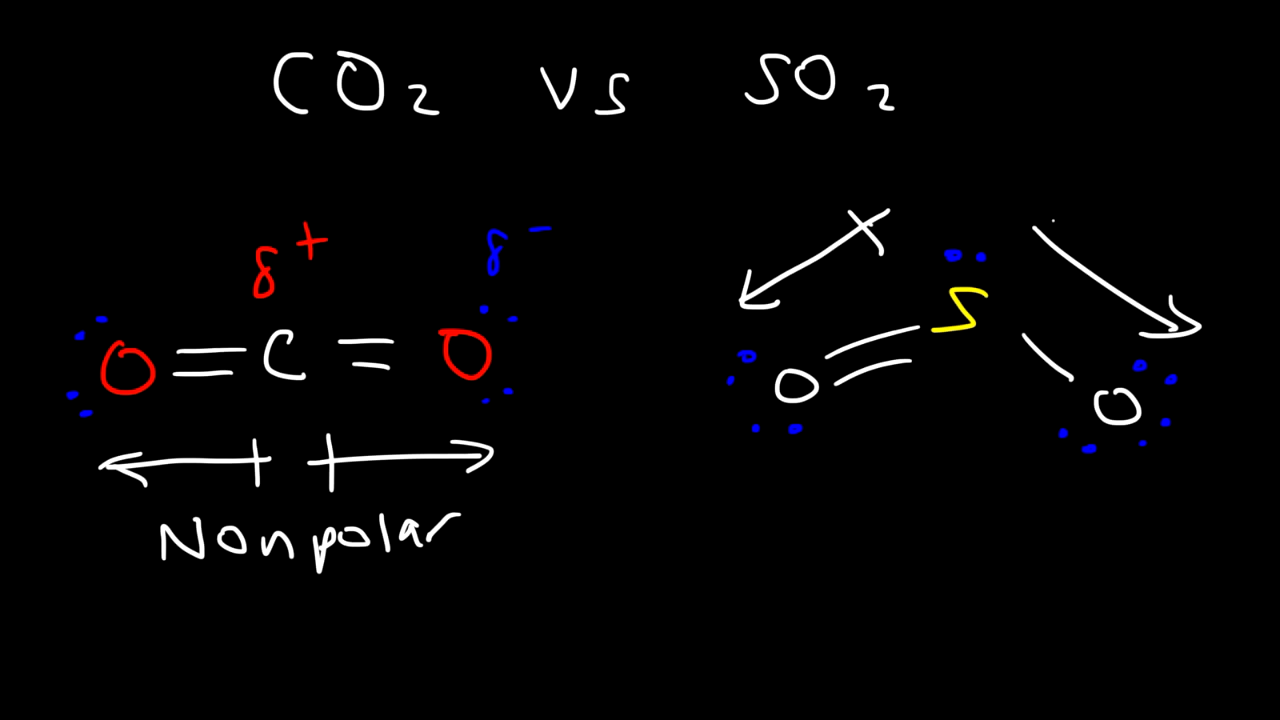 CO₂ vs SO₂
δ⁺ δ⁻
O=C=O
S
O O
Nonpolar